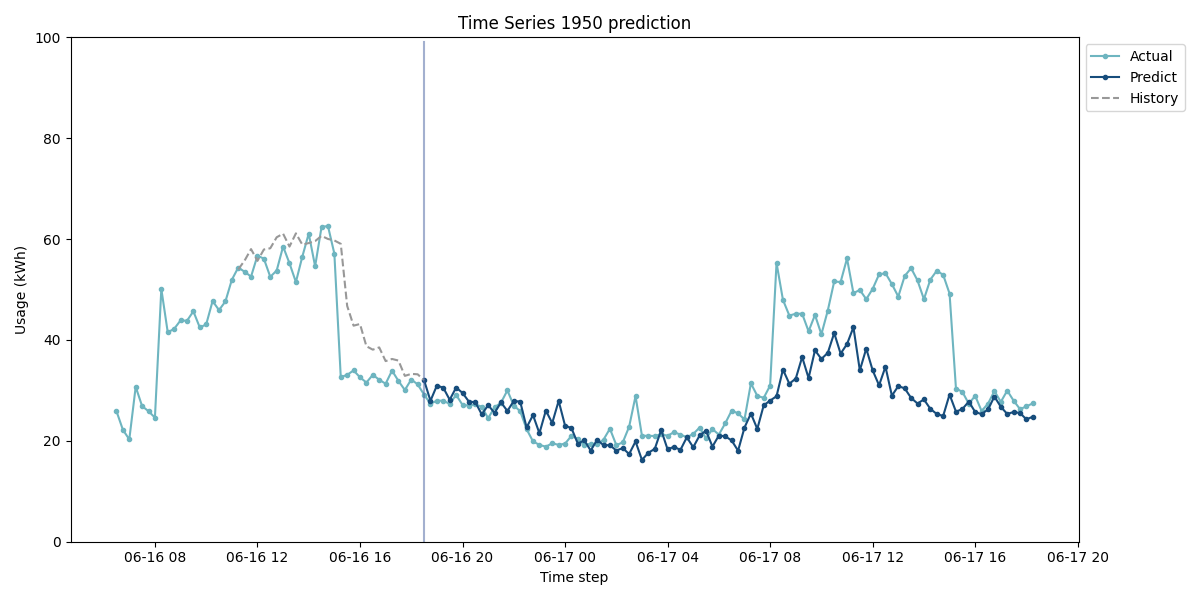 Time Series 1950 prediction
100
80
60
40
20
0
Usage (kWh)
06-16 08
06-16 12
06-16 16
06-16 20
06-17 00
06-17 04
06-17 08
06-17 12
06-17 16
06-17 20
Time step
Actual
Predict
History